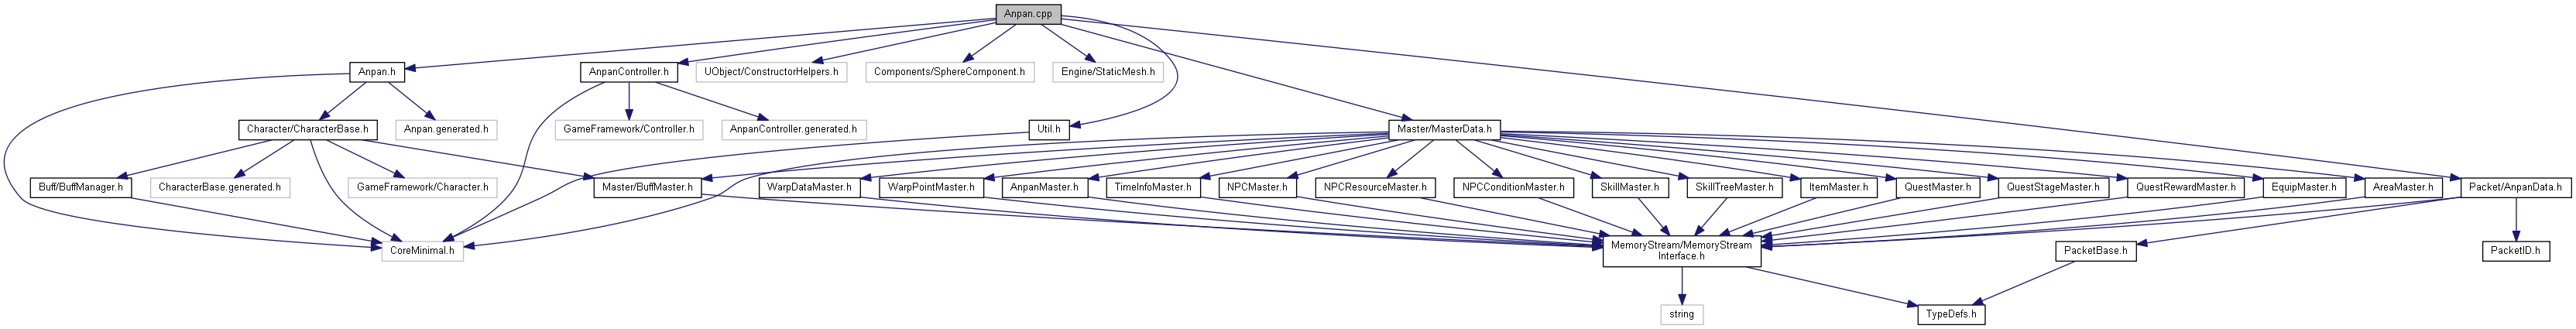 Anpan.cpp
Anpan.h
AnpanController.h
UObject/ConstructorHelpers.h
Components/SphereComponent.h
Engine/StaticMesh.h
Character/CharacterBase.h
Anpan.generated.h
GameFramework/Controller.h
AnpanController.generated.h
Util.h
Master/MasterData.h
Buff/BuffManager.h
CharacterBase.generated.h
GameFramework/Character.h
Master/BuffMaster.h
WarpDataMaster.h
WarpPointMaster.h
AnpanMaster.h
TimeInfoMaster.h
NPCMaster.h
NPCResourceMaster.h
NPCConditionMaster.h
SkillMaster.h
SkillTreeMaster.h
ItemMaster.h
QuestMaster.h
QuestStageMaster.h
QuestRewardMaster.h
EquipMaster.h
AreaMaster.h
Packet/AnpanData.h
CoreMinimal.h
MemoryStream/MemoryStream
Interface.h
PacketBase.h
PacketID.h
string
TypeDefs.h